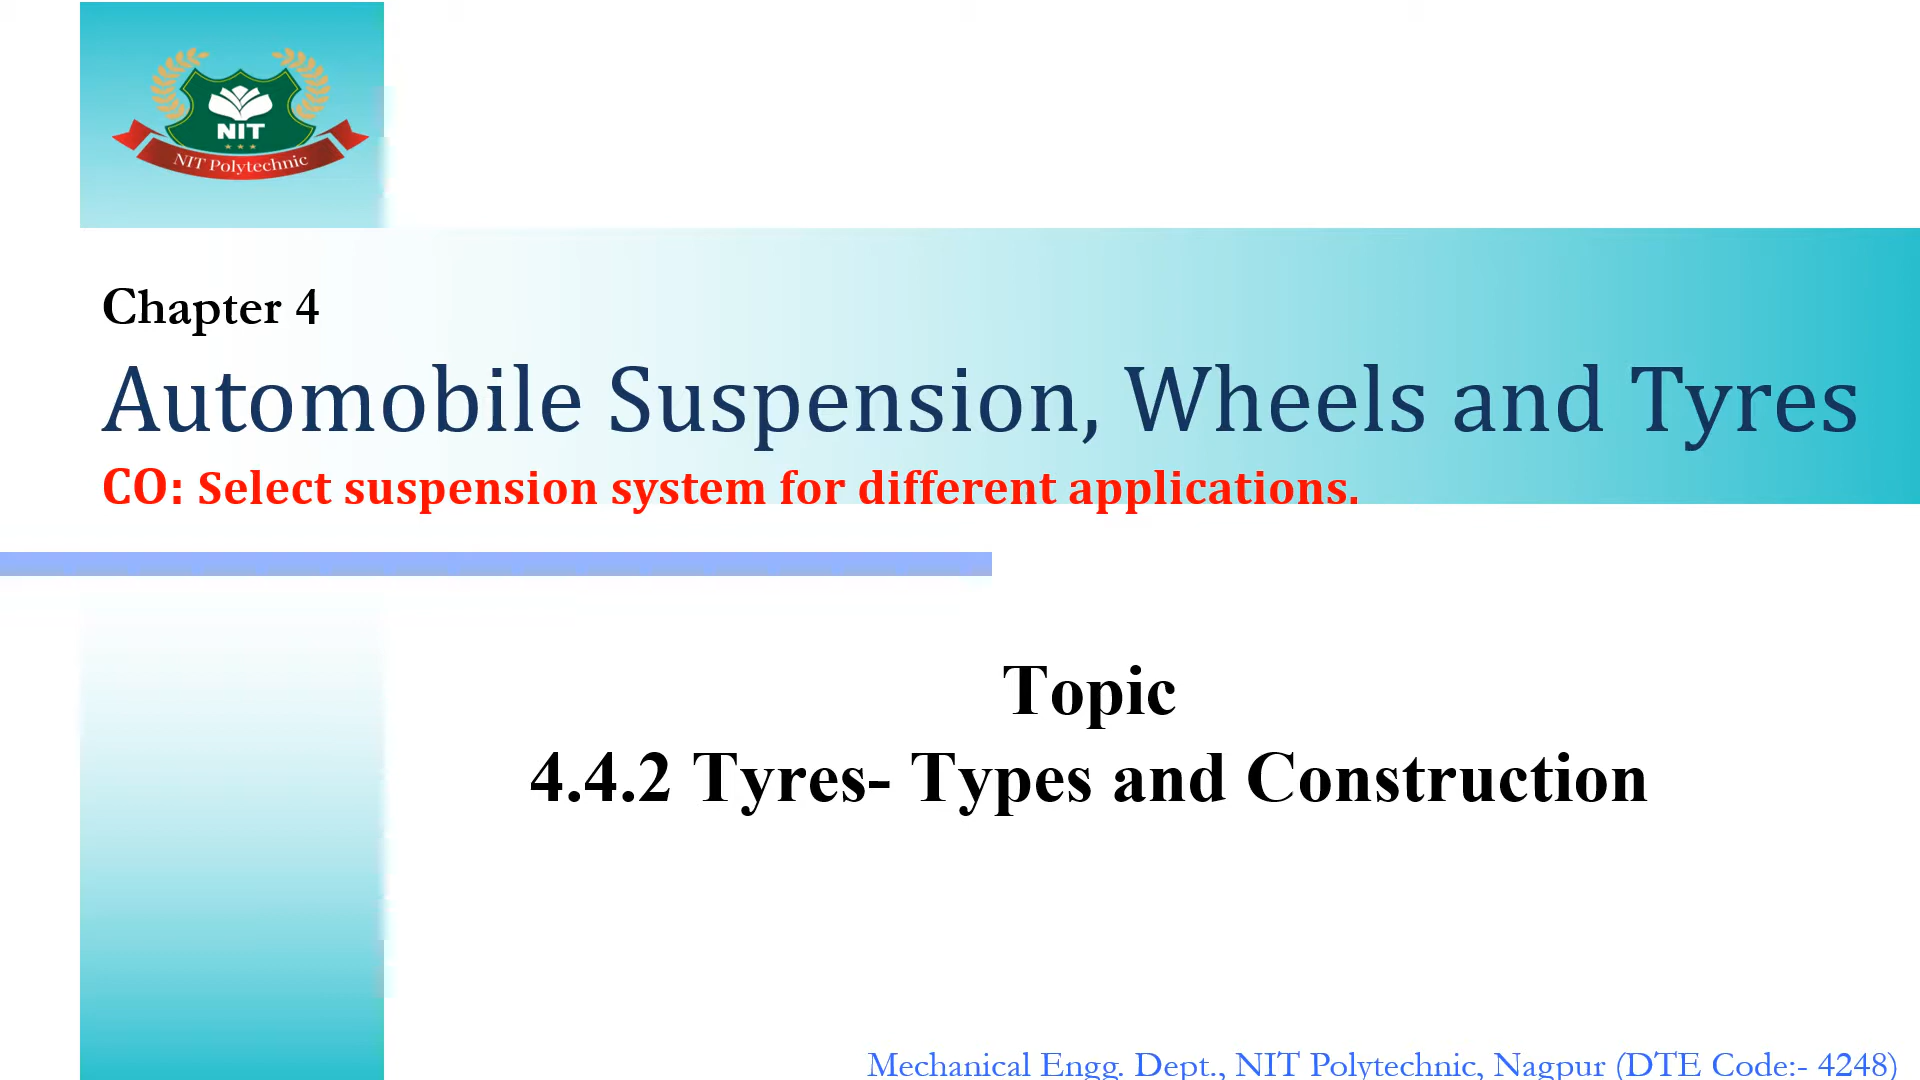 NIT
NIT Polytechnic
Chapter 4
Automobile Suspension, Wheels and Tyres
CO: Select suspension system for different applications.
Topic
4.4.2 Tyres- Types and Construction
Mechanical Engg. Dept., NIT Polytechnic, Nagpur (DTE Code:- 4248)